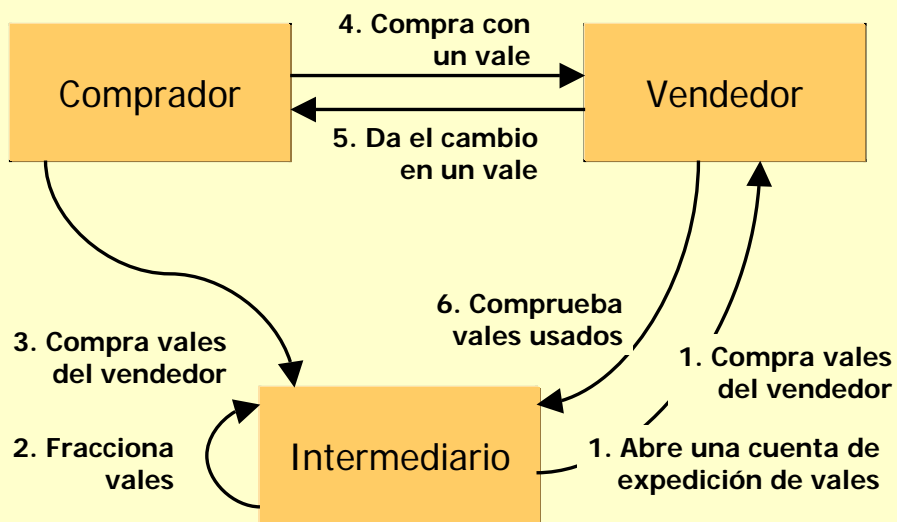 4. Compra con
un vale
Comprador
Vendedor
5. Da el cambio
en un vale
6. Comprueba
vales usados
3. Compra vales
del vendedor
1. Compra vales
del vendedor
2. Fracciona
vales
Intermediario
1. Abre una cuenta de
expedición de vales